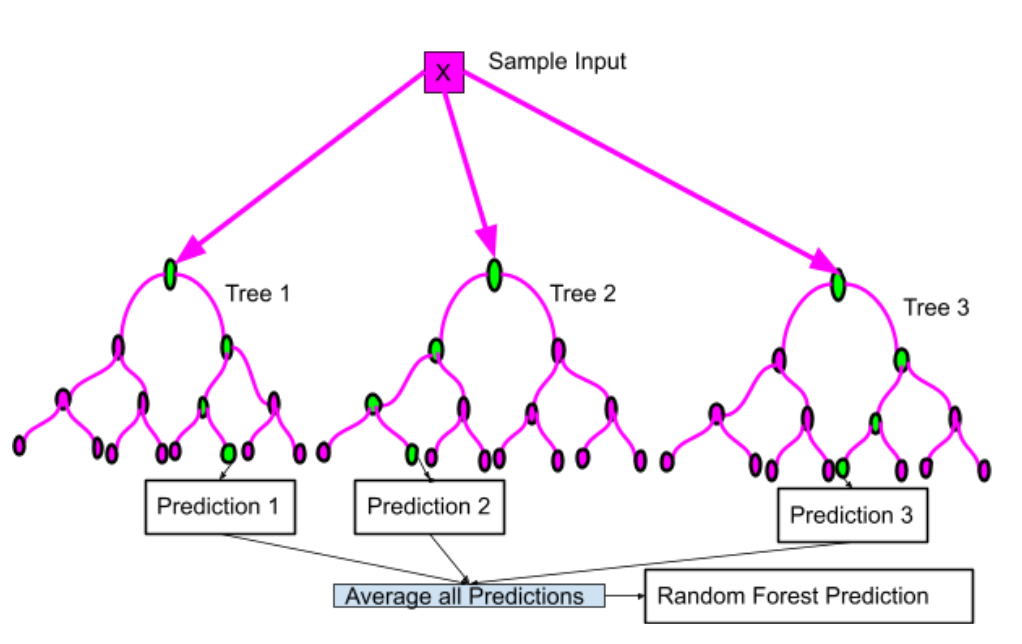 X
Sample Input
Tree 1
Tree 2
Tree 3
Prediction 1
Prediction 2
Prediction 3
Average all Predictions
Random Forest Prediction